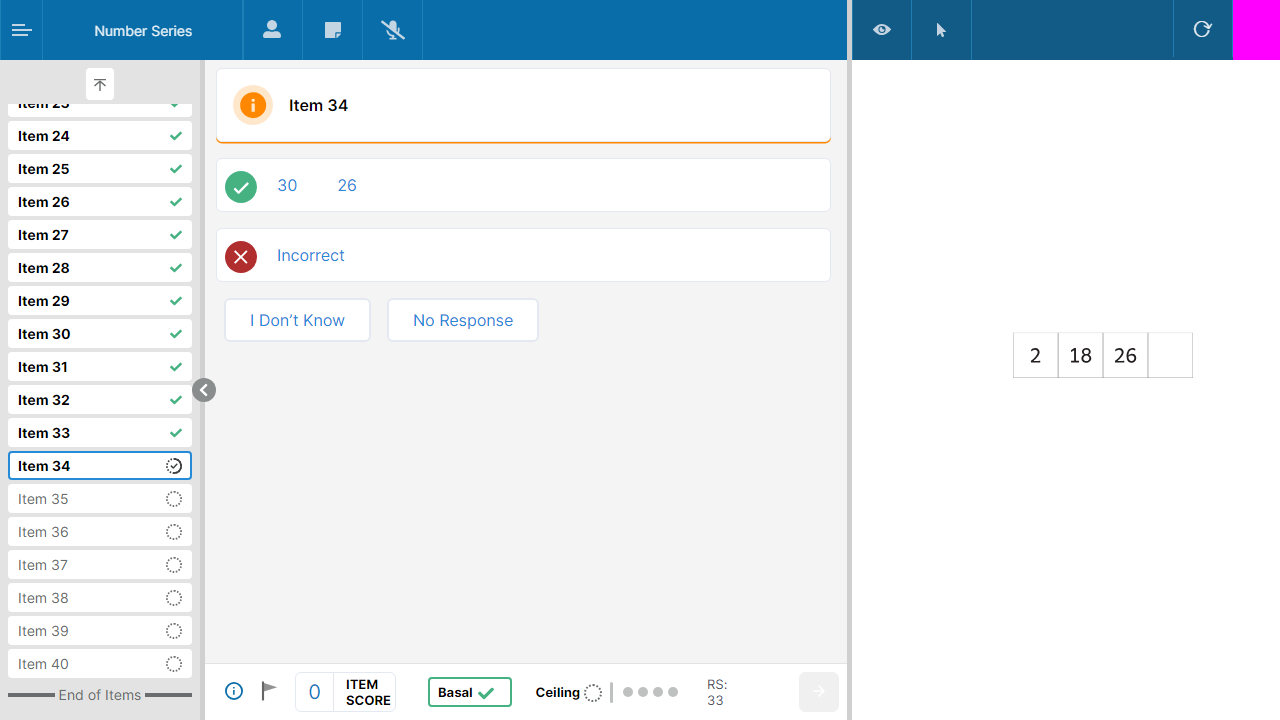 Number Series
Item 23
Item 24
Item 25
Item 26
Item 27
Item 28
Item 29
Item 30
Item 31
Item 32
Item 33
Item 34
Item 35
Item 36
Item 37
Item 38
Item 39
Item 40
End of Items
Item 34
30 26
Incorrect
I Don’t Know No Response
0 ITEM SCORE
Basal
Ceiling
RS:
33
2 18 26